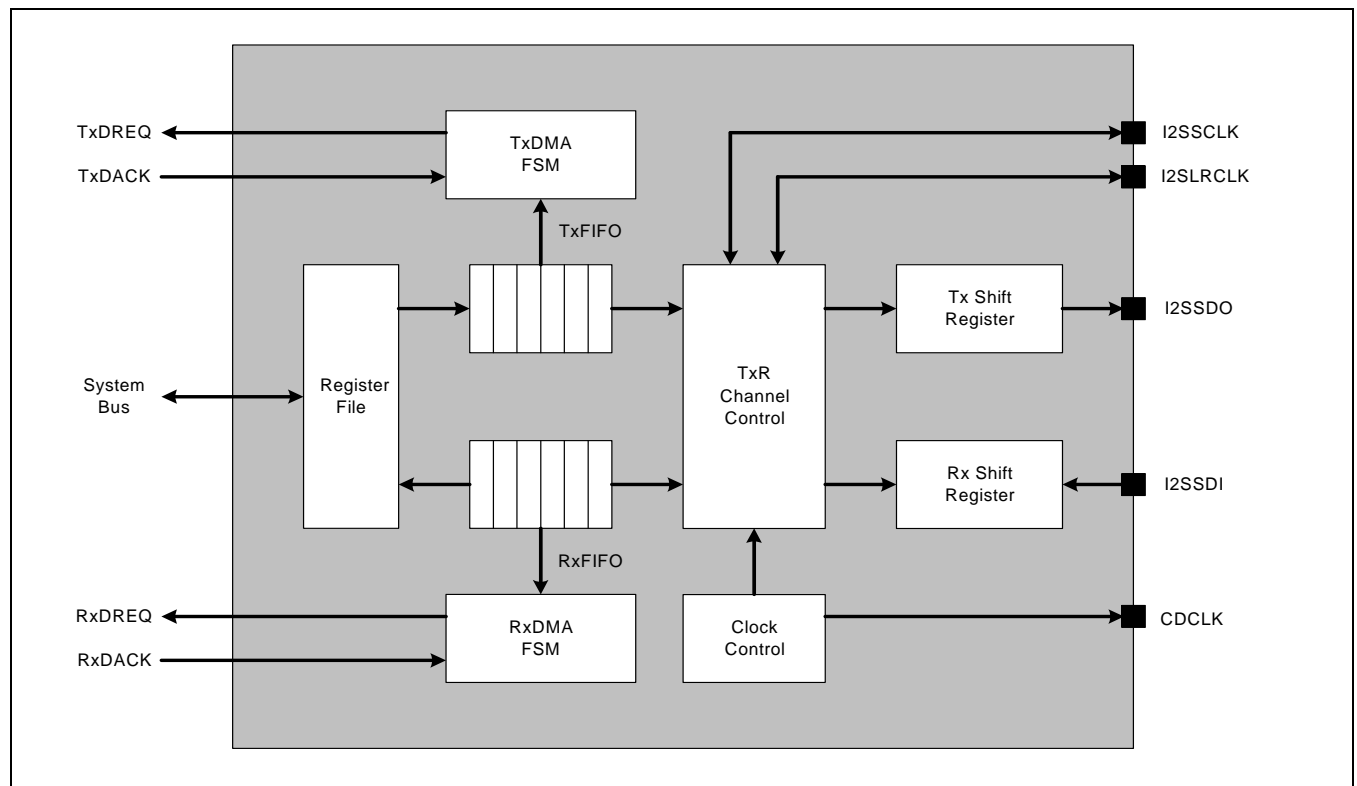 TxDREQ
TxDACK
TxDMA
FSM
I2SSCLK
I2SLRCLK
TxFIFO
System
Bus
Register
File
TxR
Channel
Control
Tx Shift
Register
I2SSDO
Rx Shift
Register
I2SSDI
RxFIFO
RxDREQ
RxDACK
RxDMA
FSM
Clock
Control
CDCLK